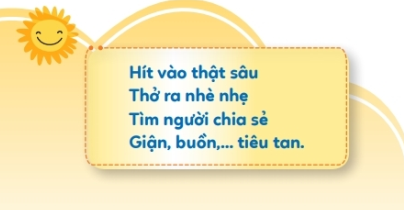 Hít vào thật sâu
Thở ra nhè nhẹ
Tìm người chia sẻ
Giận, buồn,... tiêu tan.